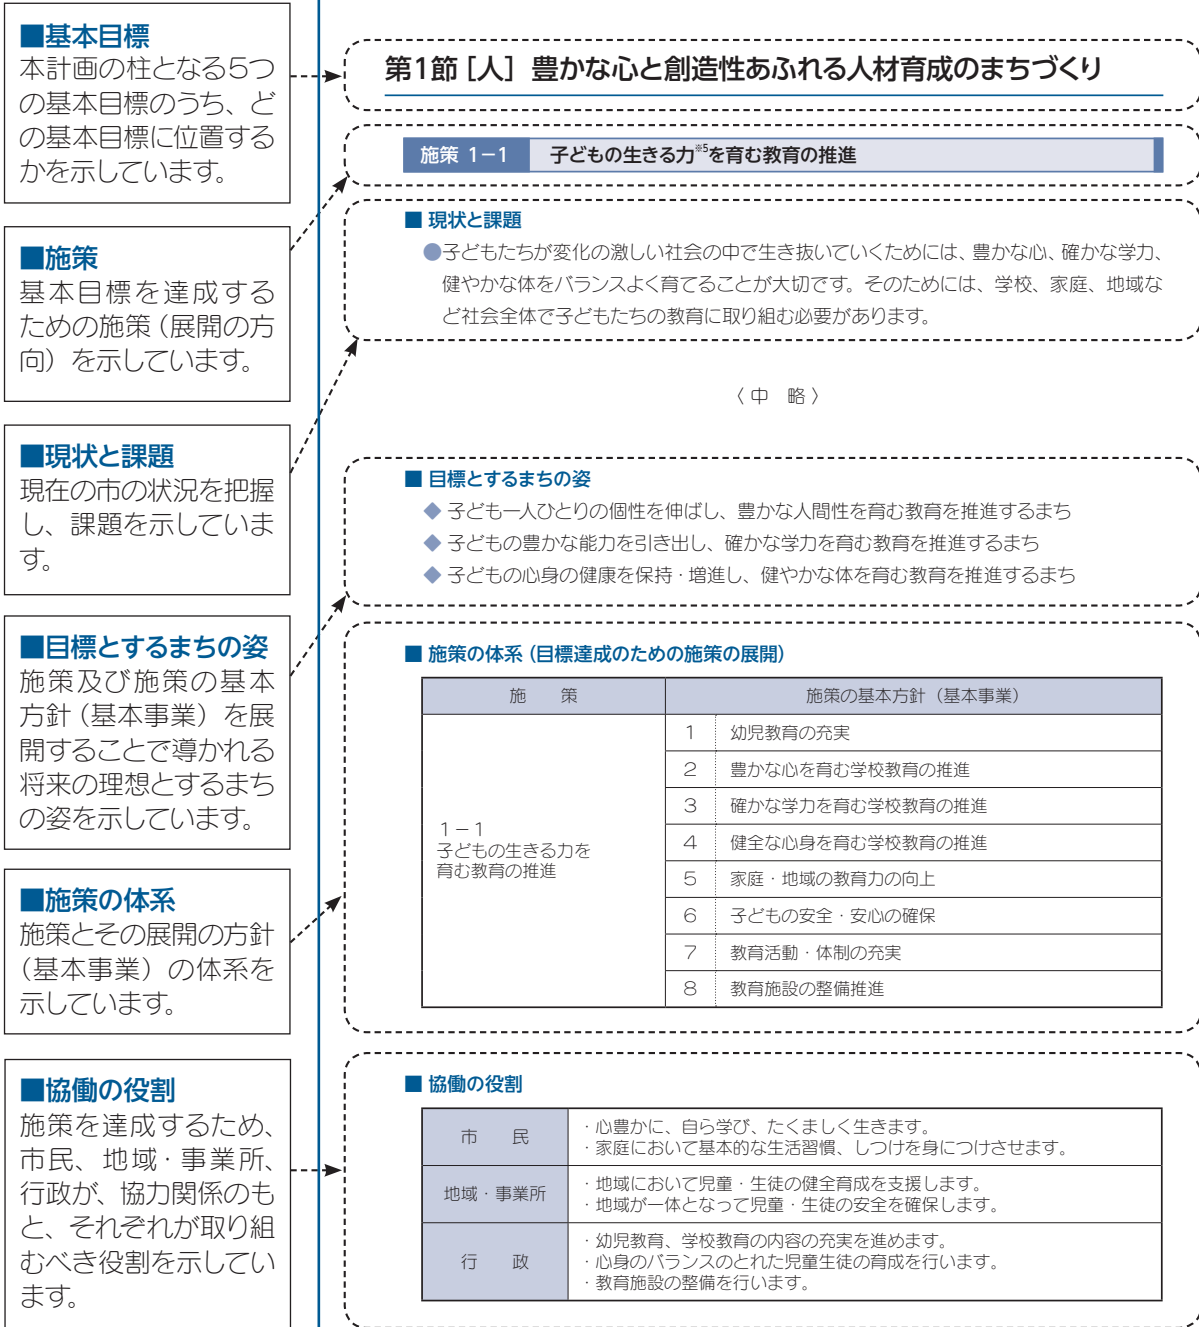 ■基本目標
本計画の柱となる5つ
の基本目標のうち、ど
の基本目標に位置する
かを示しています。
■施策
基本目標を達成する
ための施策（展開の方
向）を示しています。
■現状と課題
現在の市の状況を把握
し、課題を示していま
す。
■目標とするまちの姿
施策及び施策の基本
方針（基本事業）を展
開することで導かれる
将来の理想とするまち
の姿を示しています。
■施策の体系
施策とその展開の方針
（基本事業）の体系を
示しています。
■協働の役割
施策を達成するため、
市民、地域・事業所、
行政が、協力関係のも
と、それぞれが取り組
むべき役割を示してい
ます。
第1節［人］豊かな心と創造性あふれる人材育成のまちづくり
施策 1－1 子どもの生きる力※5を育む教育の推進
■ 現状と課題
●子どもたちが変化の激しい社会の中で生き抜いていくためには、豊かな心、確かな学力、
健やかな体をバランスよく育てることが大切です。そのためには、学校、家庭、地域な
ど社会全体で子どもたちの教育に取り組む必要があります。
〈 中　略 〉
■ 目標とするまちの姿
◆ 子ども一人ひとりの個性を伸ばし、豊かな人間性を育む教育を推進するまち
◆ 子どもの豊かな能力を引き出し、確かな学力を育む教育を推進するまち
◆ 子どもの心身の健康を保持・増進し、健やかな体を育む教育を推進するまち
■ 施策の体系（目標達成のための施策の展開）
施　策 施策の基本方針（基本事業）
1－1
子どもの生きる力を
育む教育の推進
1 幼児教育の充実
2 豊かな心を育む学校教育の推進
3 確かな学力を育む学校教育の推進
4 健全な心身を育む学校教育の推進
5 家庭・地域の教育力の向上
6 子どもの安全・安心の確保
7 教育活動・体制の充実
8 教育施設の整備推進
■ 協働の役割
市　民
・心豊かに、自ら学び、たくましく生きます。
・家庭において基本的な生活習慣、しつけを身につけさせます。
地域・事業所
・地域において児童・生徒の健全育成を支援します。
・地域が一体となって児童・生徒の安全を確保します。
行　政
・幼児教育、学校教育の内容の充実を進めます。
・心身のバランスのとれた児童生徒の育成を行います。
・教育施設の整備を行います。